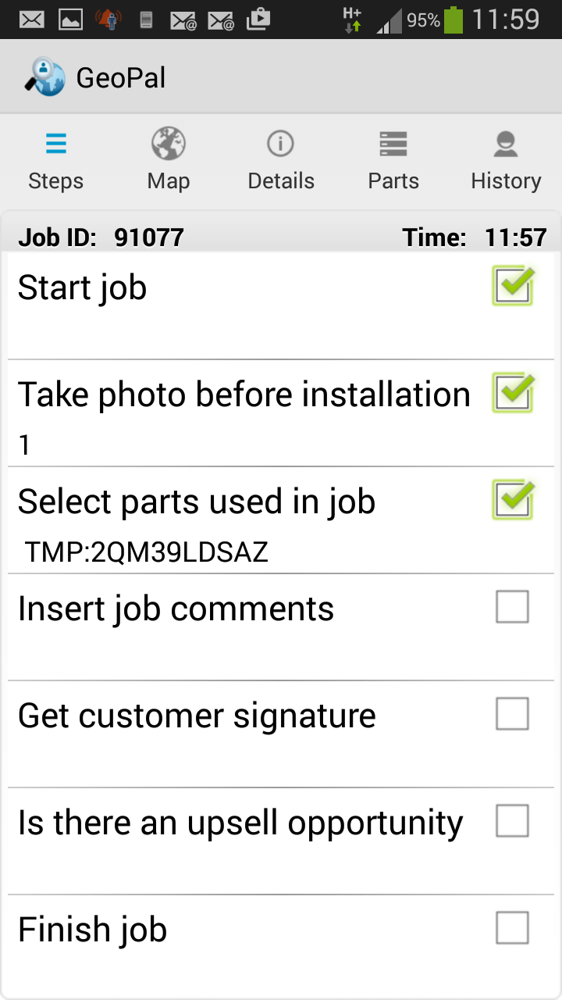 H+ 95% 11:59
GeoPal
Steps Map Details Parts History
Job ID: 91077 Time: 11:57
Start job
Take photo before installation
1
Select parts used in job
TMP:2QM39LDSAZ
Insert job comments
Get customer signature
Is there an upsell opportunity
Finish job